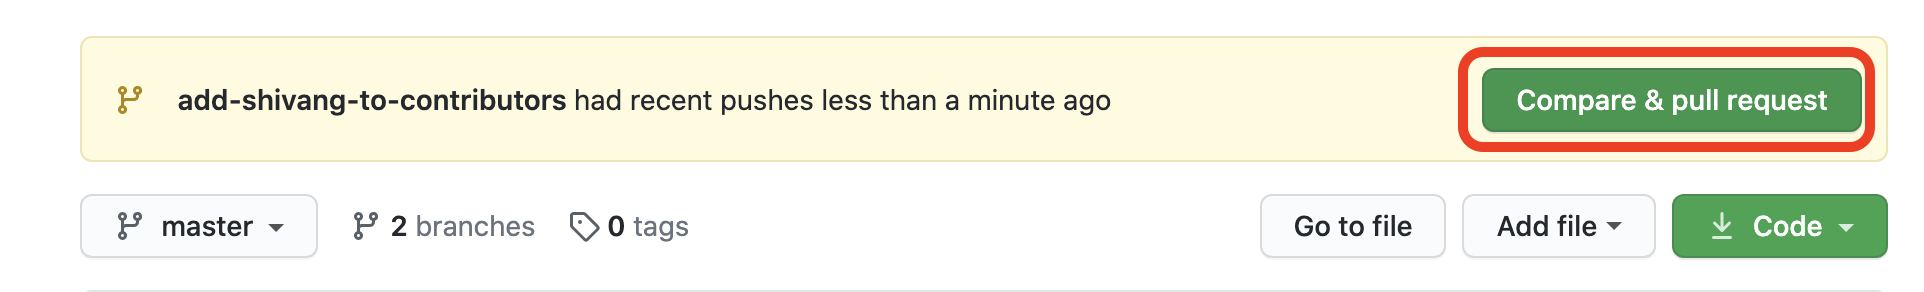 add-shivang-to-contributors had recent pushes less than a minute ago Compare & pull request
master 2 branches 0 tags Go to file Add file Code